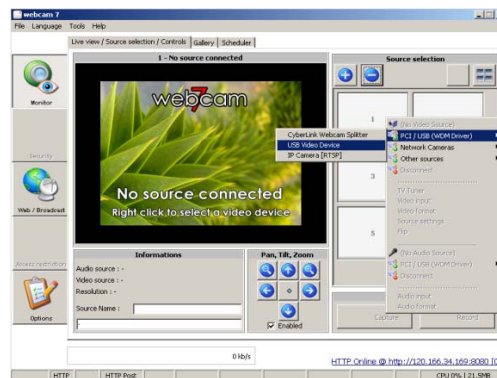 webcam 7
File Language Tools Help
Live view / Source selection / Controls Gallery Scheduler
1 - No source connected
Source selection
webcam 7
No source connected
Right click to select a video device
CyberLink Webcam Splitter
USB Video Device
IP Camera [RTSP]
1
3
5
(No Video Source)
PCI / USB (WDM Driver)
Network Cameras
Other sources
Disconnect
TV Tuner
Video input
Video format
Source settings
Flip
(No Audio Source)
PCI / USB (WDM Driver)
Disconnect
Audio input
Audio format
Monitor
Security
Web / Broadcast
Access restriction
Options
Informations
Audio source : -
Video source : -
Resolution : -
Source Name :
-
Pan, Tilt, Zoom
Enabled
Capture
Record
0 kb/s
HTTP Online @ http://120.166.34.169:8080 [0
HTTP HTTP Post CPU 0% | 21.5MB